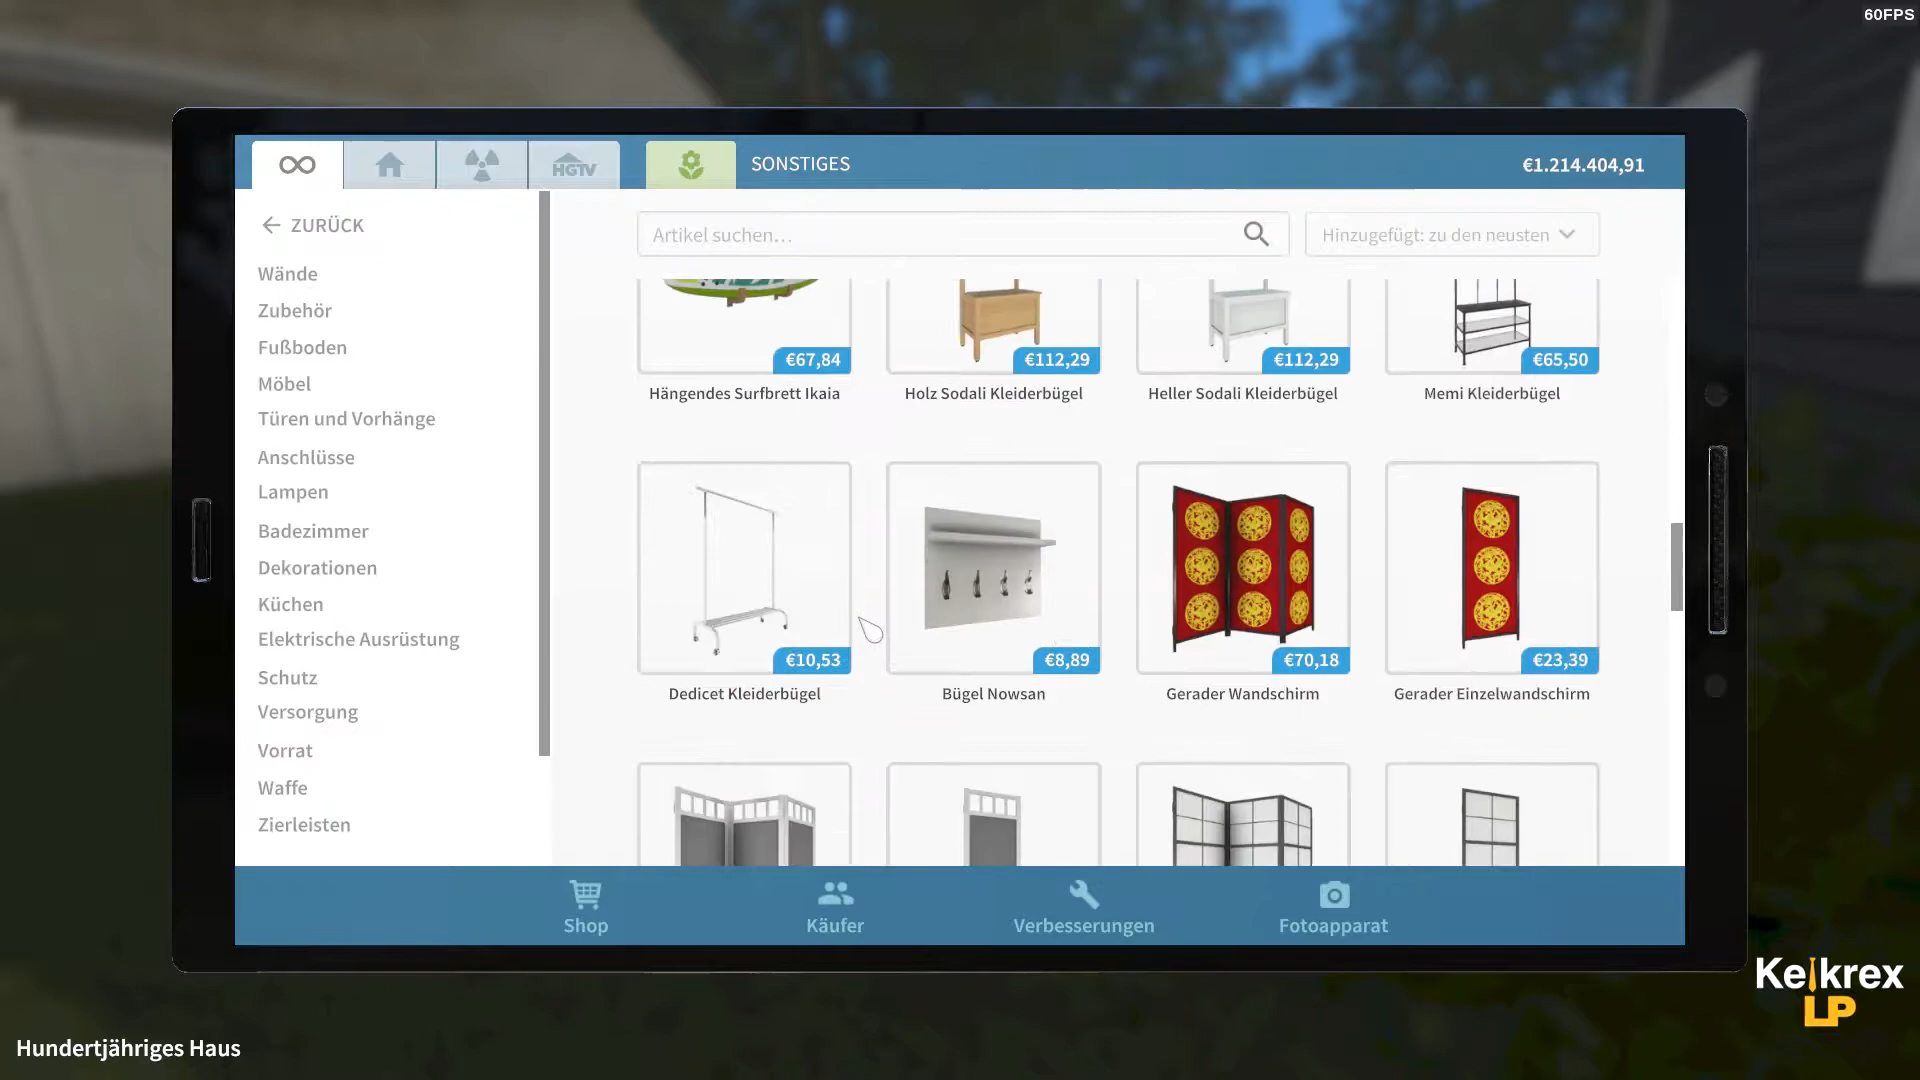 60FPS
HGTV
SONSTIGES
€1.214.404,91
ZURÜCK
Artikel suchen...
Hinzugefügt: zu den neusten
Wände
Zubehör
Fußboden
Möbel
Türen und Vorhänge
Anschlüsse
Lampen
Badezimmer
Dekorationen
Küchen
Elektrische Ausrüstung
Schutz
Versorgung
Vorrat
Waffe
Zierleisten
€67,84
€112,29
€112,29
€65,50
Hängendes Surfbrett Ikaia
Holz Sodali Kleiderbügel
Heller Sodali Kleiderbügel
Memi Kleiderbügel
€10,53
€8,89
€70,18
€23,39
Dedicet Kleiderbügel
Bügel Nowsan
Gerader Wandschirm
Gerader Einzelwandschirm
Shop
Käufer
Verbesserungen
Fotoapparat
Keikrex
LP
Hundertjähriges Haus